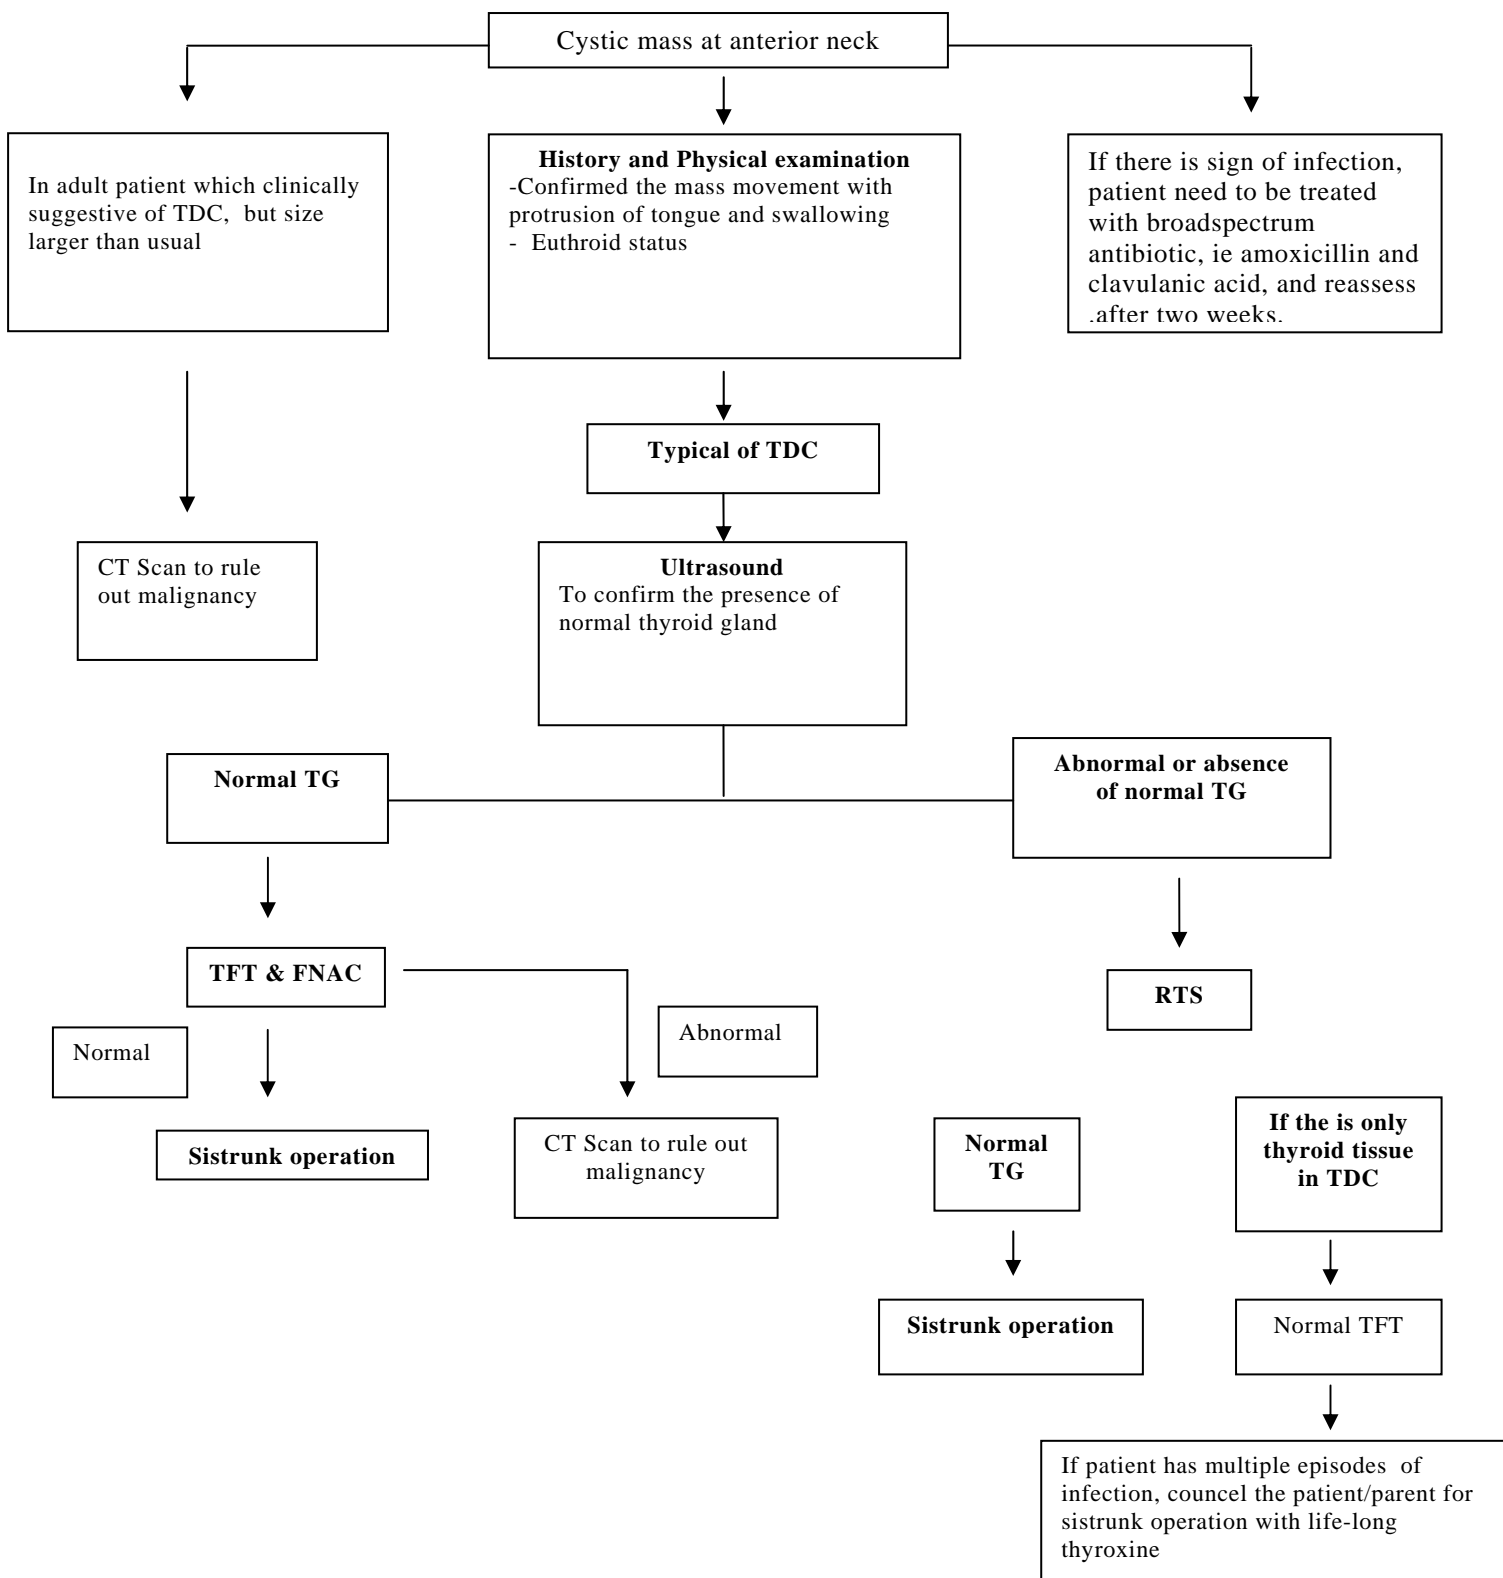 Cystic mass at anterior neck
In adult patient which clinically
suggestive of TDC, but size
larger than usual
History and Physical examination
-Confirmed the mass movement with
protrusion of tongue and swallowing
- Euthroid status
If there is sign of infection,
patient need to be treated
with broadspectrum
antibiotic, ie amoxicillin and
clavulanic acid, and reassess
.after two weeks.
Typical of TDC
CT Scan to rule
out malignancy
Ultrasound
To confirm the presence of
normal thyroid gland
Normal TG
Abnormal or absence
of normal TG
TFT & FNAC
RTS
Normal
Abnormal
Sistrunk operation
CT Scan to rule out
malignancy
Normal
TG
If the is only
thyroid tissue
in TDC
Sistrunk operation
Normal TFT
If patient has multiple episodes of
infection, councel the patient/parent for
sistrunk operation with life-long
thyroxine